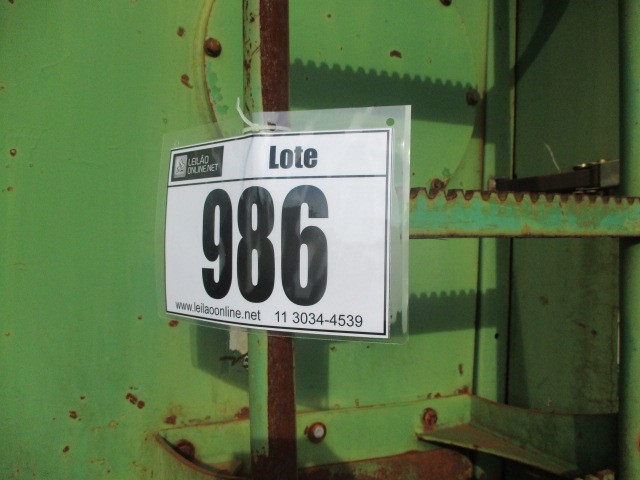 LEILÃO
ONLINE.NET
Lote
986
www.leilaoonline.net 11 3034-4539